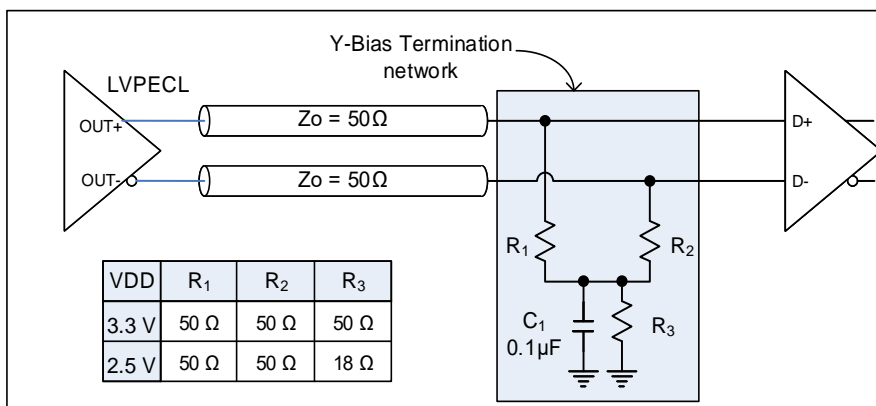 Y-Bias Termination
network
LVPECL
OUT+
Zo = 50Ω
D+
OUT-
Zo = 50Ω
D-
R1
R2
VDD R1 R2 R3
3.3 V 50 Ω 50 Ω 50 Ω
2.5 V 50 Ω 50 Ω 18 Ω
C1
0.1µF
R3